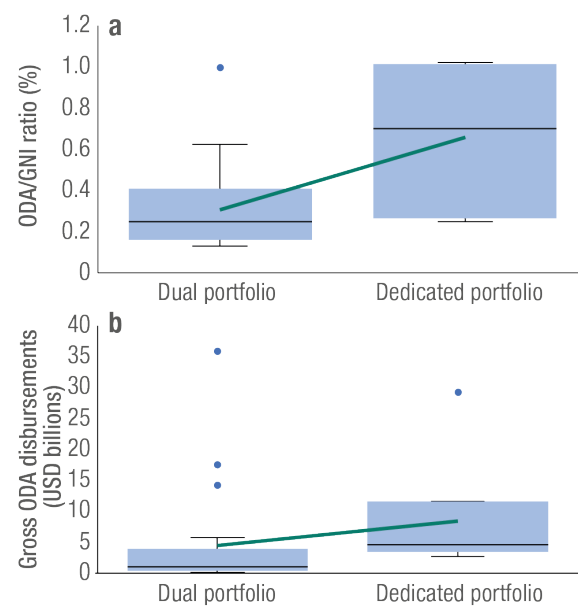 a
1.2
1.0
0.8
0.6
0.4
0.2
0
ODA/GNI ratio (%)
Dual portfolio
Dedicated portfolio
b
40
35
30
25
20
15
10
5
0
Gross ODA disbursements
(USD billions)
Dual portfolio
Dedicated portfolio